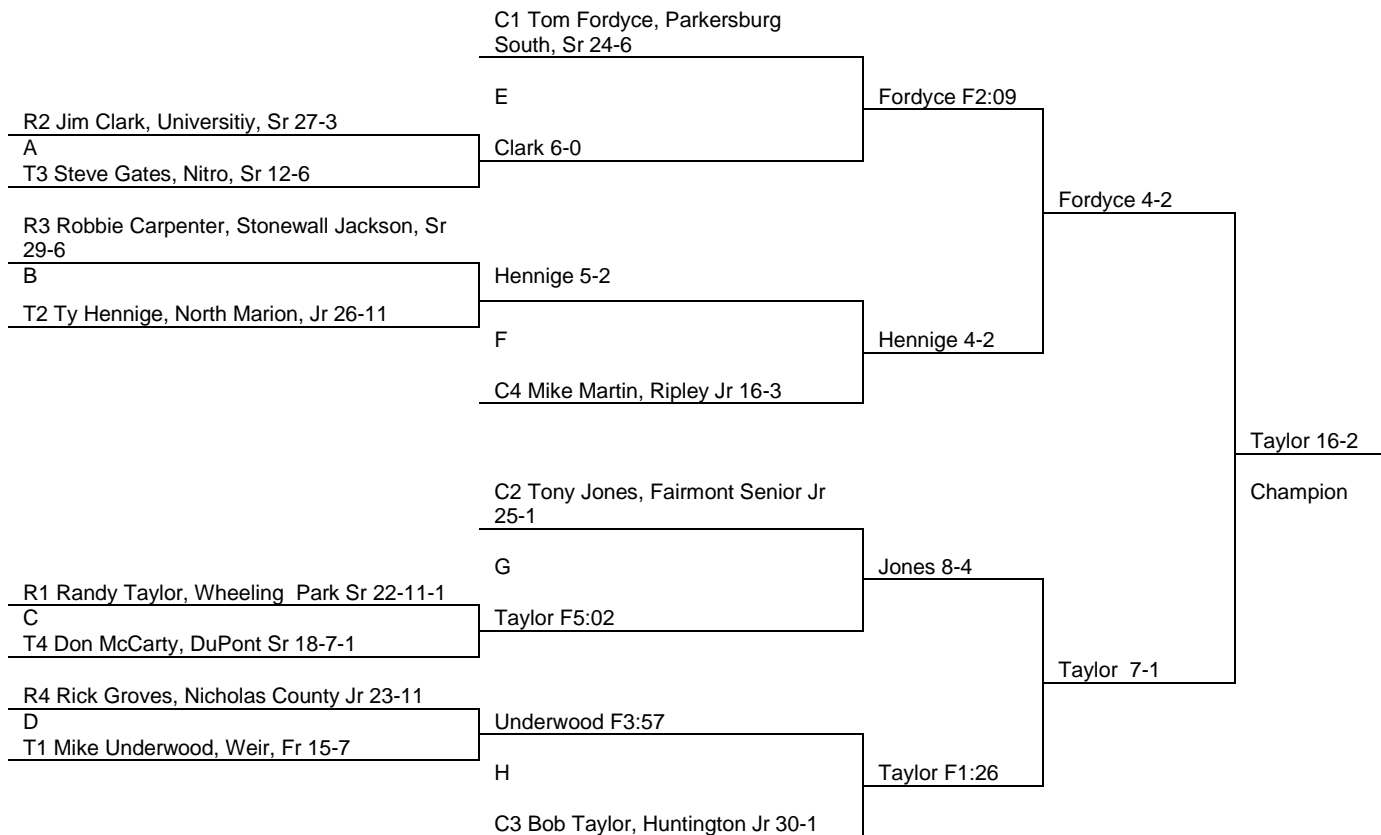 C1 Tom Fordyce, Parkersburg
South, Sr 24-6
E
Fordyce F2:09
R2 Jim Clark, Universitiy, Sr 27-3
A
Clark 6-0
T3 Steve Gates, Nitro, Sr 12-6
Fordyce 4-2
R3 Robbie Carpenter, Stonewall Jackson, Sr
29-6
B
Hennige 5-2
T2 Ty Hennige, North Marion, Jr 26-11
F
Hennige 4-2
C4 Mike Martin, Ripley Jr 16-3
Taylor 16-2
Champion
C2 Tony Jones, Fairmont Senior Jr
25-1
G
Jones 8-4
R1 Randy Taylor, Wheeling  Park Sr 22-11-1
C
Taylor F5:02
T4 Don McCarty, DuPont Sr 18-7-1
Taylor  7-1
R4 Rick Groves, Nicholas County Jr 23-11
D
Underwood F3:57
T1 Mike Underwood, Weir, Fr 15-7
H
Taylor F1:26
C3 Bob Taylor, Huntington Jr 30-1